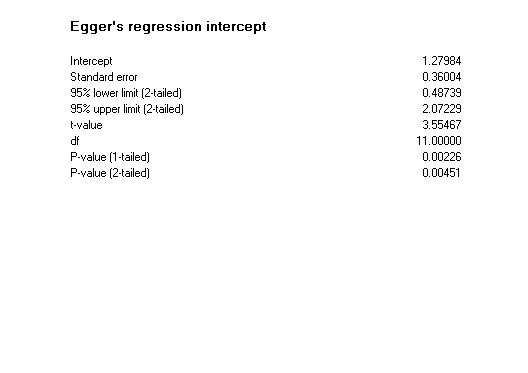 Egger's regression intercept
Intercept 1.27984
Standard error 0.36004
95% lower limit (2-tailed) 0.48739
95% upper limit (2-tailed) 2.07229
t-value 3.55467
df 11.00000
P-value (1-tailed) 0.00226
P-value (2-tailed) 0.00451